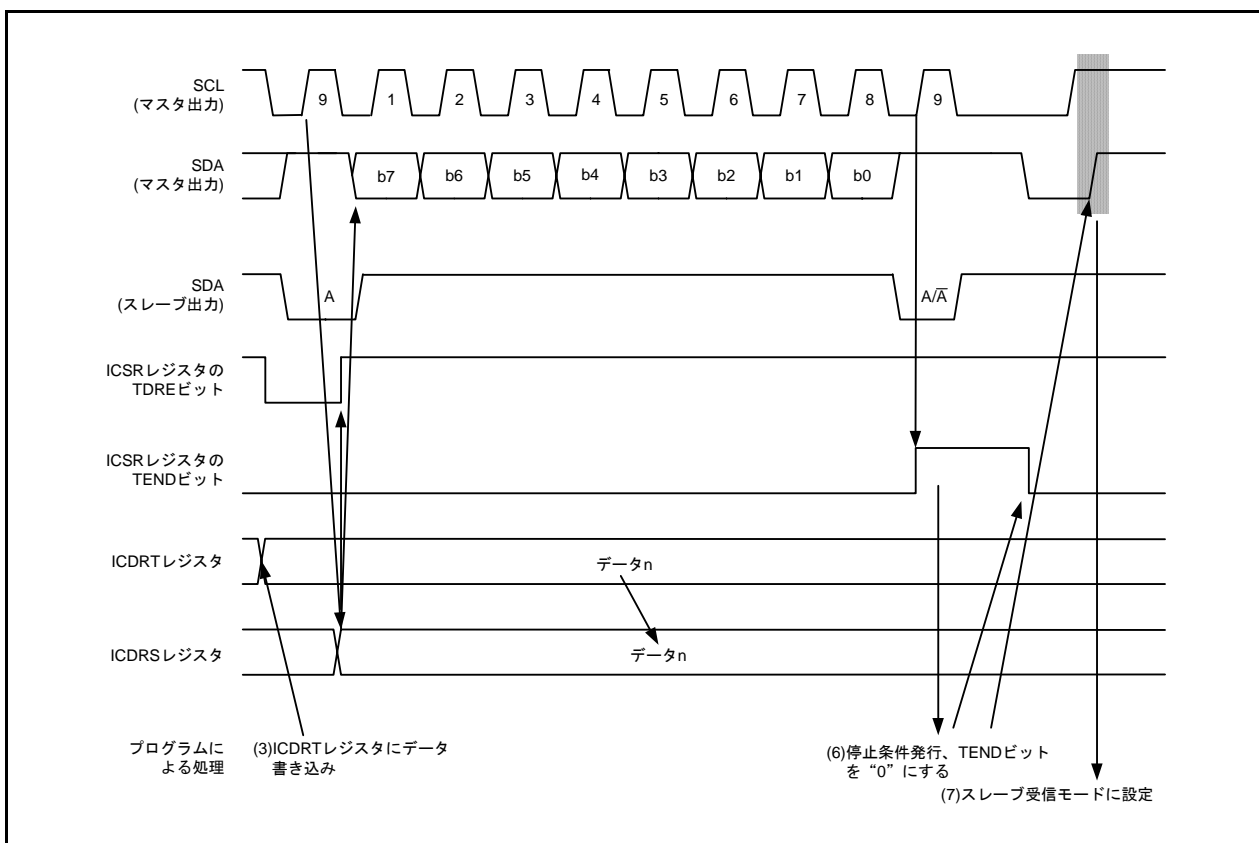 SCL
(マスタ出力)
9 1 2 3 4 5 6 7 8 9
SDA
(マスタ出力)
b7 b6 b5 b4 b3 b2 b1 b0
SDA
(スレーブ出力)
A A/A̅
ICSRレジスタの
TDREビット
ICSRレジスタの
TENDビット
ICDRTレジスタ
データn
ICDRSレジスタ
データn
プログラムに
よる処理
(3)ICDRTレジスタにデータ
書き込み
(6)停止条件発行、TENDビット
を“0”にする
(7)スレーブ受信モードに設定